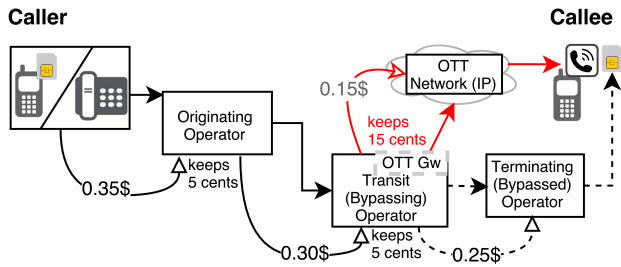 Caller
Callee
OTT
Network (IP)
0.15$
Originating
Operator
keeps
15 cents
OTT Gw
Transit
(Bypassing)
Operator
Terminating
(Bypassed)
Operator
keeps
5 cents
0.35$
keeps
5 cents
0.30$
0.25$